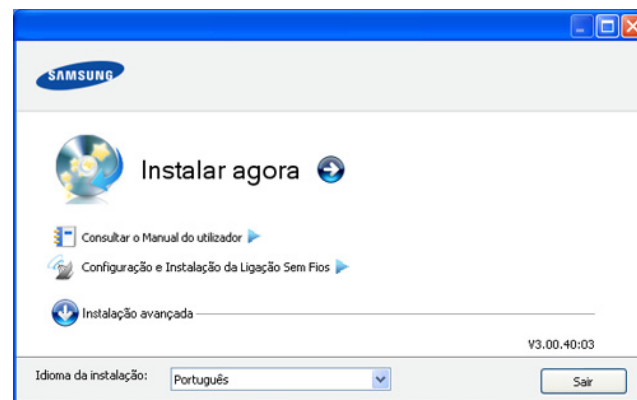 SAMSUNG
Instalar agora
Consultar o Manual do utilizador
Configuração e Instalação da Ligação Sem Fios
Instalação avançada
V3.00.40:03
Idioma da instalação: Português Sair